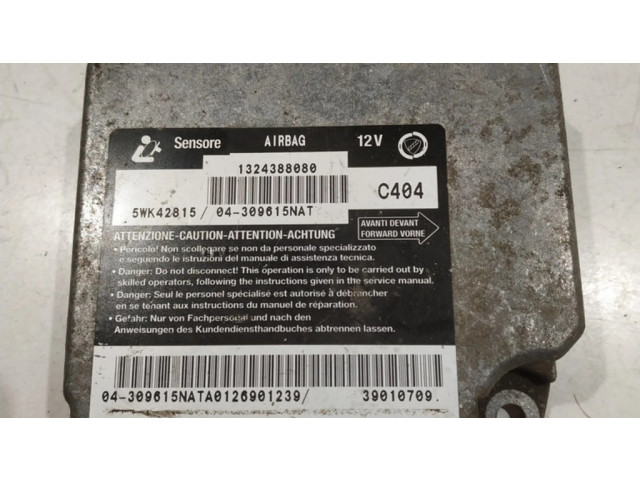 Sensore AIRBAG 12V
1324388080
C404
5WK42815 / 04-309615NAT
ATTENZIONE-CAUTION-ATTENTION-ACHTUNG
AVANTI DEVANT
FORWARD VORNE
• Pericolo! Non scollegare se non da personale specializzato
e seguendo le istruzioni del manuale di assistenza tecnica.
• Danger: Do not disconnect! This operation is only to be carried out by
skilled operators, following the instructions given in the service manual.
• Danger: Seul le personel spécialisé est autorisé à débrancher
en se tenant aux instructions du manuel de réparation.
• Gefahr: Nur von Fachpersonal und nach den
Anweisungen des Kundendiensthandbuches abtrennen lassen.
04-309615NATA0126901239/ 39010709.